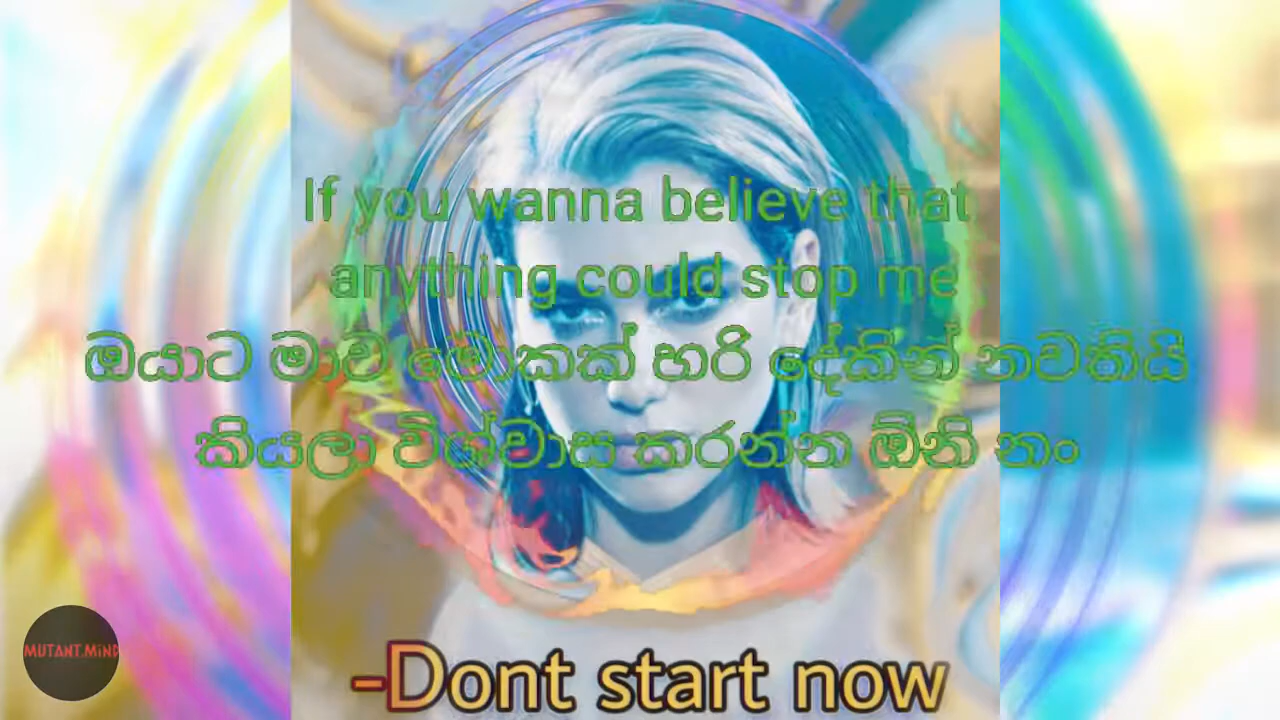 If you wanna believe that
anything could stop me
ඔයාට මාව මොකක් හරි දේකින් නවතියි
කියලා විශ්වාස කරන්න ඕනි නං
MUTANT.MiND
-Dont start now